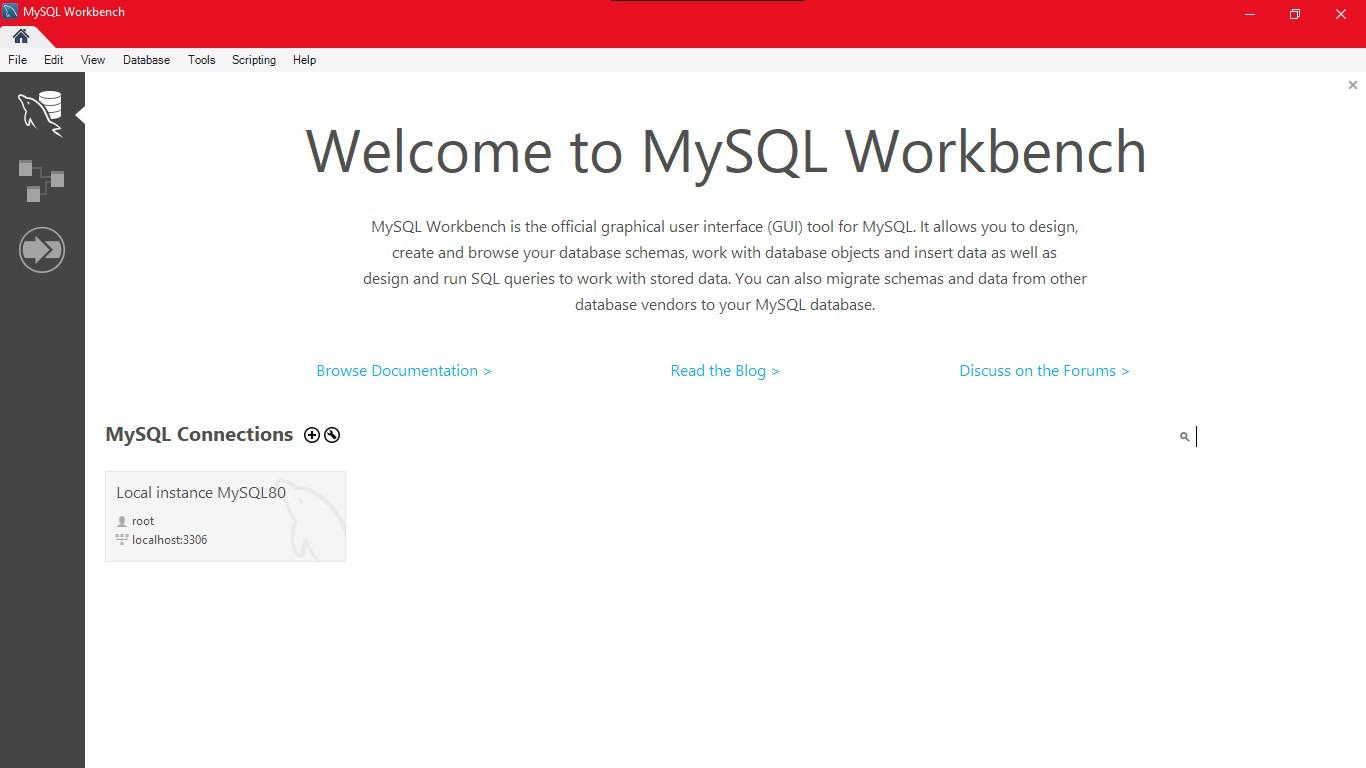 MySQL Workbench
File Edit View Database Tools Scripting Help
Welcome to MySQL Workbench
MySQL Workbench is the official graphical user interface (GUI) tool for MySQL. It allows you to design,
create and browse your database schemas, work with database objects and insert data as well as
design and run SQL queries to work with stored data. You can also migrate schemas and data from other
database vendors to your MySQL database.
Browse Documentation > Read the Blog > Discuss on the Forums >
MySQL Connections
Local instance MySQL80
root
localhost:3306